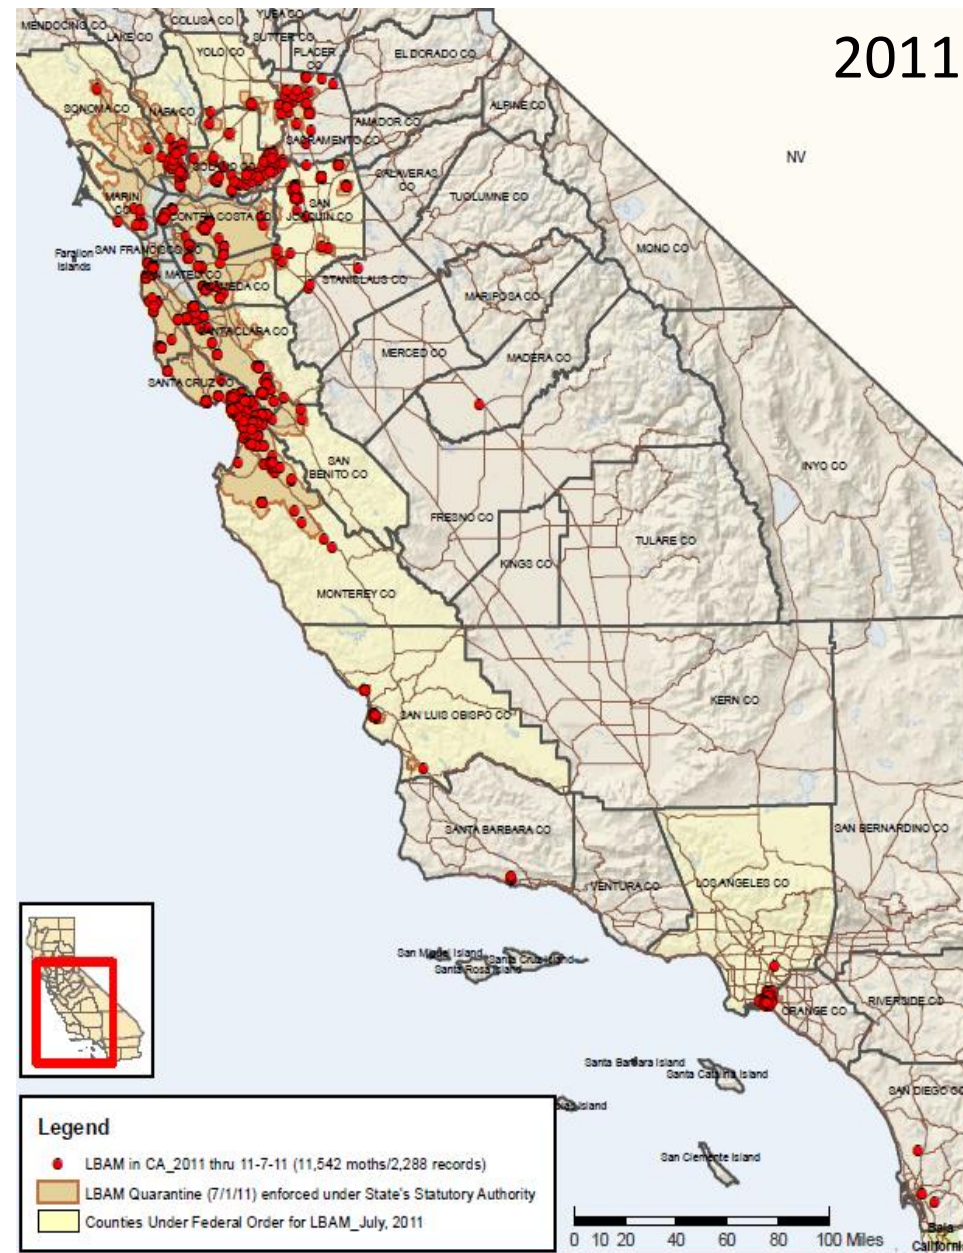 2011
MENDOCINO CO
LAKE CO
COLUSA CO
YUBA CO
SUTTER CO
YOLO CO
PLACER
CO
EL DORADO CO
SONOMA CO
NAPA CO
SACRAMENTO CO
AMADOR CO
ALPINE CO
NV
SOLANO CO
CALAVERAS
CO
TUOLUMNE CO
MARIN
CO
CONTRA COSTA CO
SAN
JOAQUIN CO
MONO CO
Farallon
Islands
SAN FRANCISCO CO
SAN MATEO CO
ALAMEDA CO
STANISLAUS CO
MARIPOSA CO
SANTA CLARA CO
MERCED CO
MADERA CO
SANTA CRUZ CO
SAN
BENITO CO
INYO CO
FRESNO CO
TULARE CO
KINGS CO
MONTEREY CO
KERN CO
SAN LUIS OBISPO CO
SANTA BARBARA CO
SAN BERNARDINO CO
VENTURA CO
LOS ANGELES CO
San Miguel Island
Santa Cruz Island
Santa Rosa Island
RIVERSIDE CO
ORANGE CO
Santa Barbara Island
Santa Catalina Island
SAN DIEGO CO
Island
San Clemente Island
Baja
Californi
Legend
LBAM in CA_2011 thru 11-7-11 (11,542 moths/2,288 records)
LBAM Quarantine (7/1/11) enforced under State's Statutory Authority
Counties Under Federal Order for LBAM_July, 2011
0 10 20 40 60 80 100 Miles